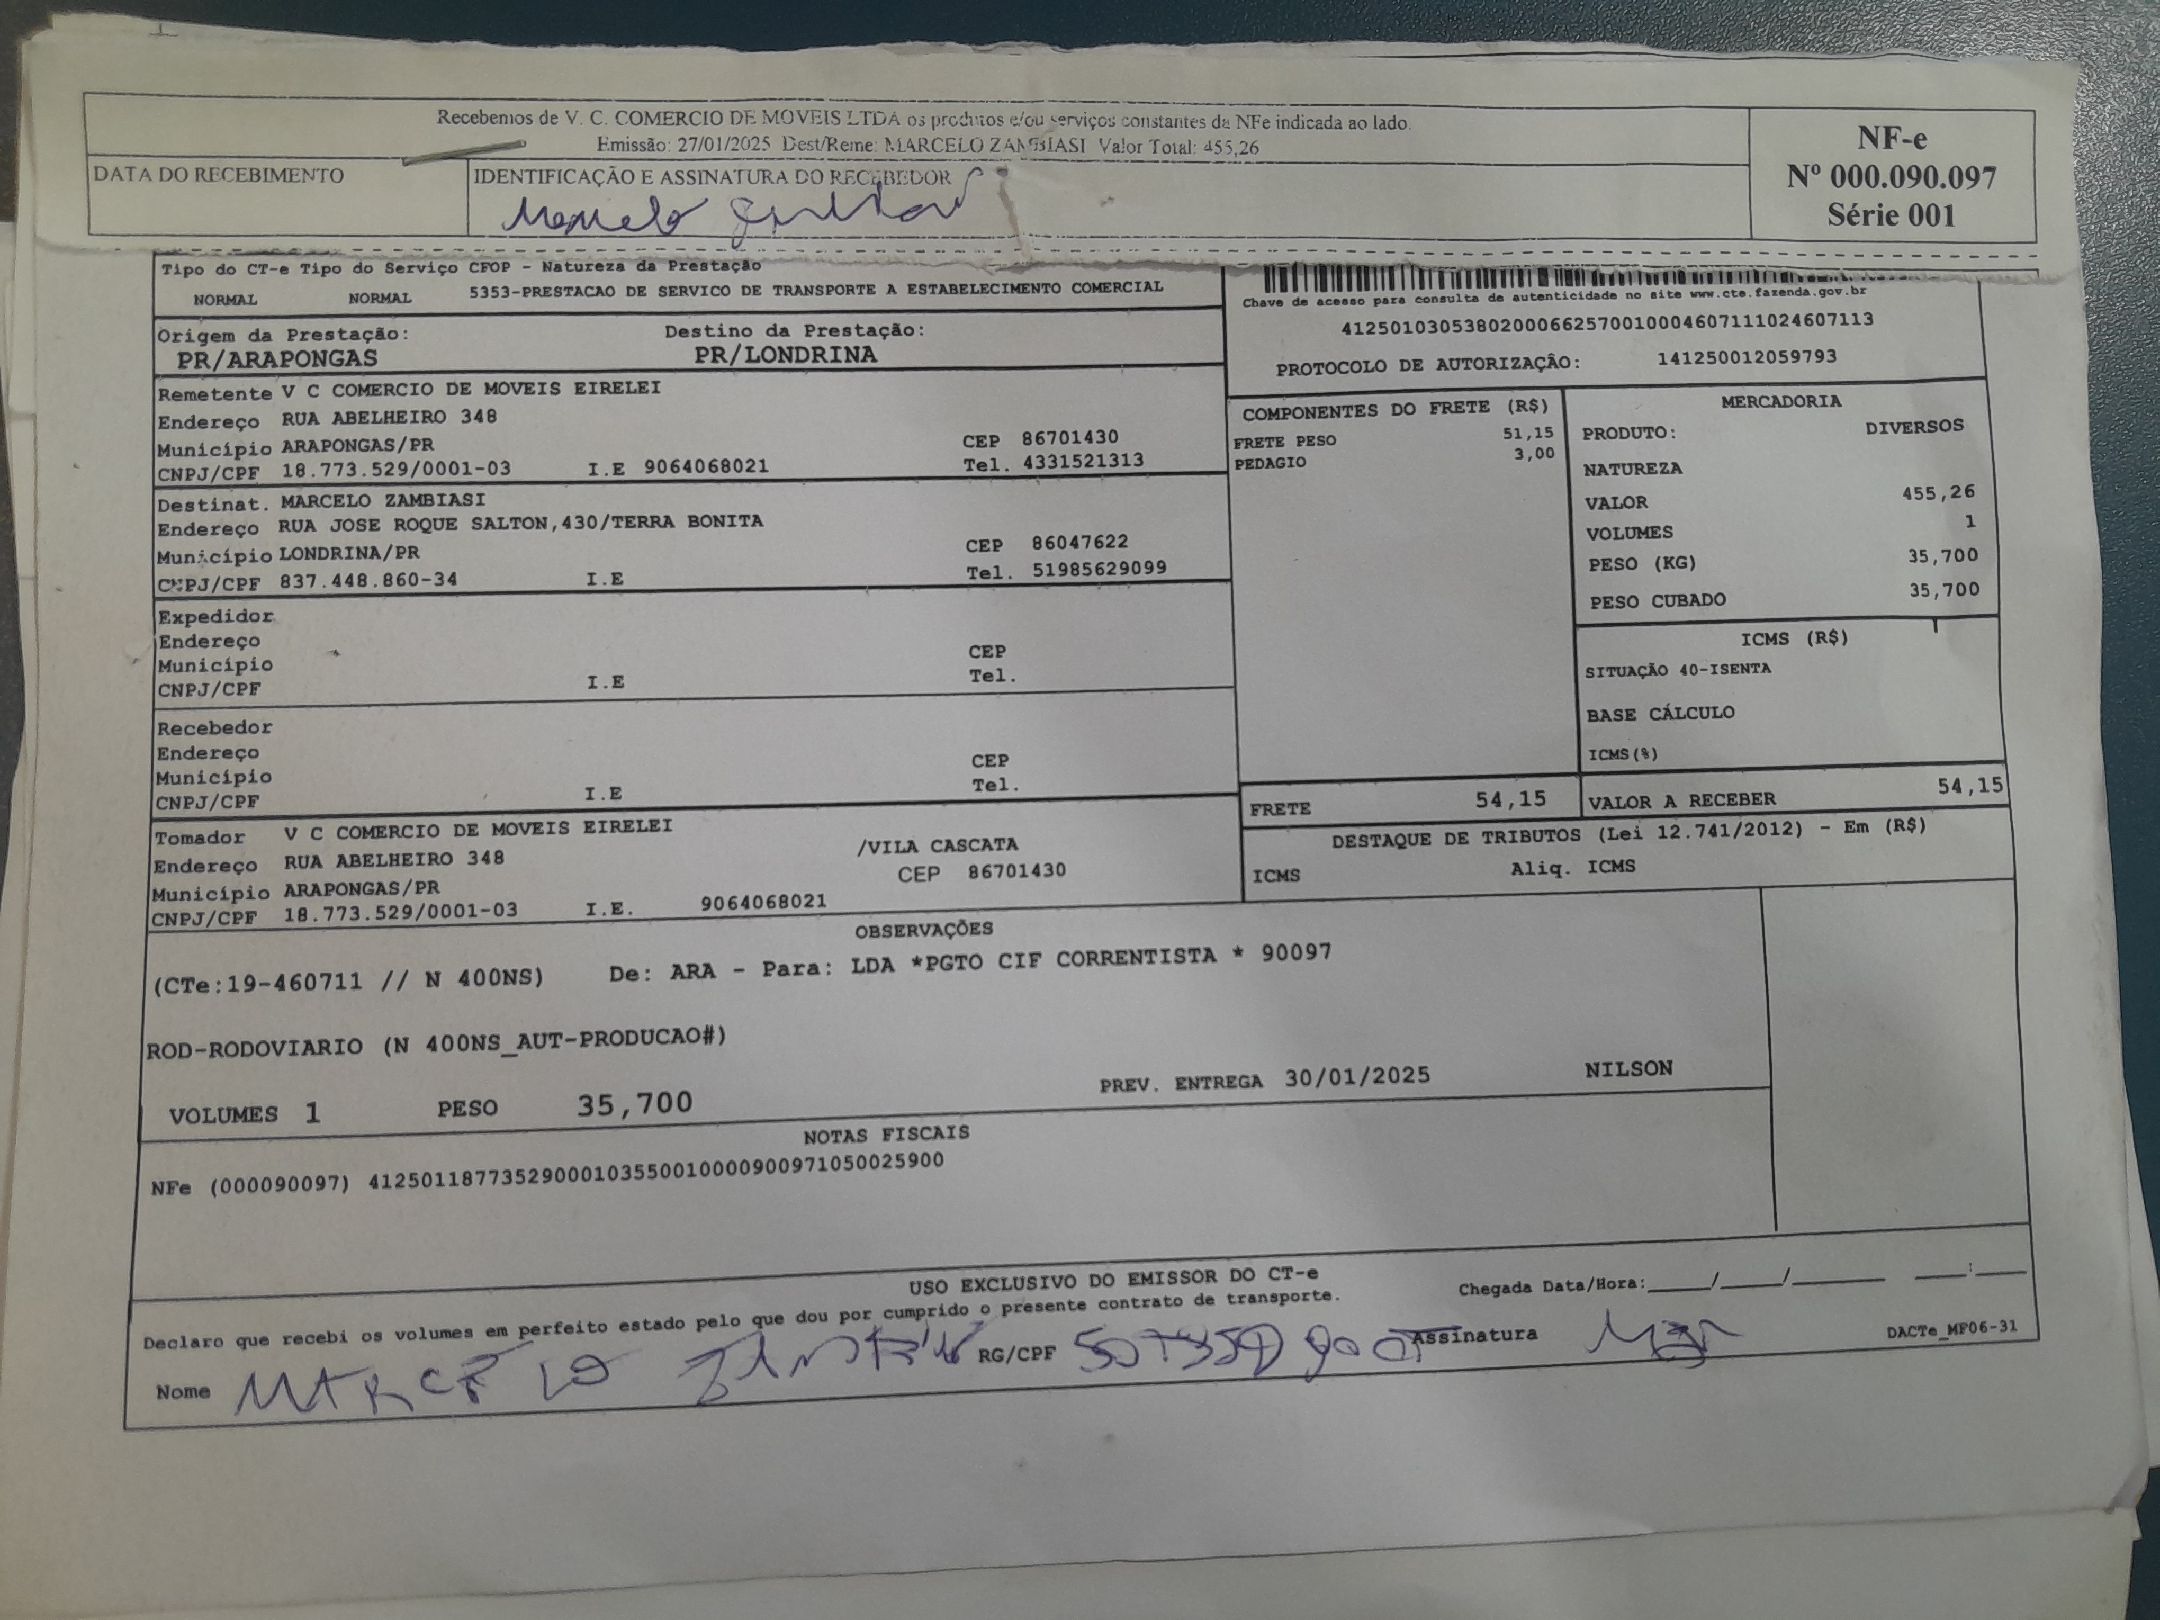 Recebemos de V. C. COMERCIO DE MOVEIS LTDA os produtos e/ou serviços constantes da NFe indicada ao lado.
Emissão: 27/01/2025 Dest/Reme: MARCELO ZAMBIASI Valor Total: 455,26
DATA DO RECEBIMENTO
IDENTIFICAÇÃO E ASSINATURA DO RECEBEDOR
NF-e
Nº 000.090.097
Série 001
Tipo do CT-e Tipo do Serviço CFOP - Natureza da Prestação
NORMAL NORMAL 5353-PRESTACAO DE SERVICO DE TRANSPORTE A ESTABELECIMENTO COMERCIAL
Chave de acesso para consulta de autenticidade no site www.cte.fazenda.gov.br
41250103053802000662570010004607111024607113
PROTOCOLO DE AUTORIZAÇÃO: 141250012059793
Origem da Prestação: Destino da Prestação:
PR/ARAPONGAS PR/LONDRINA
Remetente V C COMERCIO DE MOVEIS EIRELEI
Endereço RUA ABELHEIRO 348
Município ARAPONGAS/PR CEP 86701430
CNPJ/CPF 18.773.529/0001-03 I.E 9064068021 Tel. 4331521313
Destinat. MARCELO ZAMBIASI
Endereço RUA JOSE ROQUE SALTON,430/TERRA BONITA
Município LONDRINA/PR CEP 86047622
CNPJ/CPF 837.448.860-34 I.E Tel. 51985629099
Expedidor
Endereço
Município CEP
CNPJ/CPF I.E Tel.
Recebedor
Endereço
Município CEP
CNPJ/CPF I.E Tel.
Tomador V C COMERCIO DE MOVEIS EIRELEI
Endereço RUA ABELHEIRO 348 /VILA CASCATA
Município ARAPONGAS/PR CEP 86701430
CNPJ/CPF 18.773.529/0001-03 I.E. 9064068021
COMPONENTES DO FRETE (R$)
FRETE PESO 51,15
PEDAGIO 3,00
MERCADORIA
PRODUTO: DIVERSOS
NATUREZA
VALOR 455,26
VOLUMES 1
PESO (KG) 35,700
PESO CUBADO 35,700
ICMS (R$)
SITUAÇÃO 40-ISENTA
BASE CÁLCULO
ICMS(%)
FRETE 54,15 VALOR A RECEBER 54,15
DESTAQUE DE TRIBUTOS (Lei 12.741/2012) - Em (R$)
ICMS Aliq. ICMS
OBSERVAÇÕES
(CTe:19-460711 // N 400NS) De: ARA - Para: LDA *PGTO CIF CORRENTISTA * 90097
ROD-RODOVIARIO (N 400NS_AUT-PRODUCAO#)
VOLUMES 1 PESO 35,700 PREV. ENTREGA 30/01/2025 NILSON
NOTAS FISCAIS
NFe (000090097) 41250118773529000103550010000900971050025900
USO EXCLUSIVO DO EMISSOR DO CT-e
Declaro que recebi os volumes em perfeito estado pelo que dou por cumprido o presente contrato de transporte.
Chegada Data/Hora:____/____/______ ___:___
Nome MARCELO RG/CPF Assinatura
DACTe_MF06-31